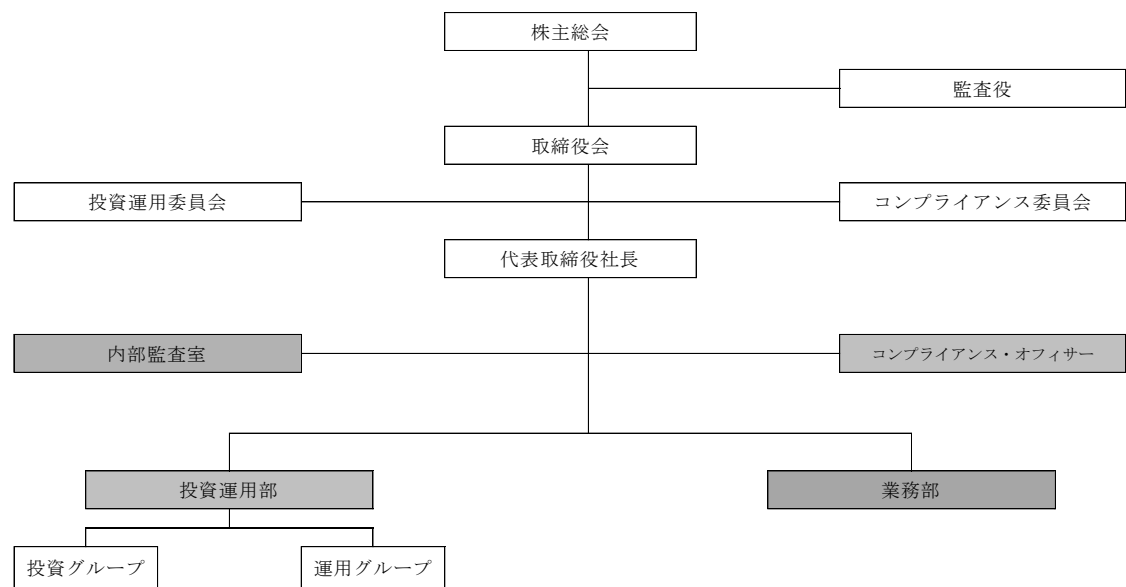 株主総会
監査役
取締役会
投資運用委員会
コンプライアンス委員会
代表取締役社長
内部監査室
コンプライアンス・オフィサー
投資運用部
業務部
投資グループ
運用グループ